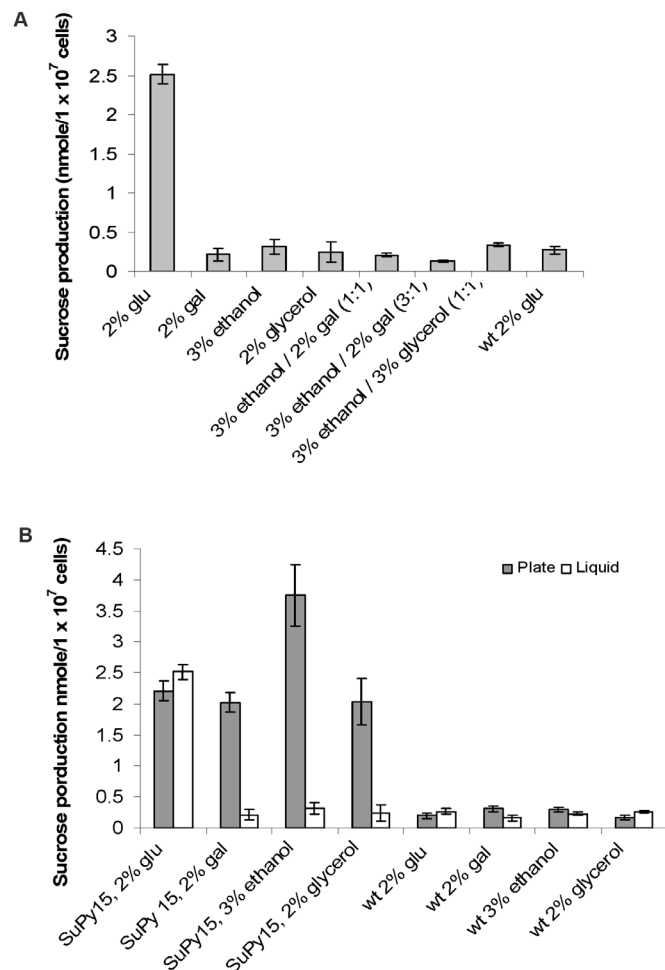 A
Sucrose production (nmole/1 x 10⁷ cells)
3
2.5
2
1.5
1
0.5
0
2% glu
2% gal
3% ethanol
2% glycerol
3% ethanol / 2% gal (1:1,
3% ethanol / 2% gal (3:1,
3% ethanol / 3% glycerol (1:1,
wt 2% glu
B
Sucrose porduction nmole/1 x 10⁷ cells)
4.5
4
3.5
3
2.5
2
1.5
1
0.5
0
Plate Liquid
SuPy15, 2% glu
SuPy 15, 2% gal
SuPy15, 3% ethanol
SuPy15, 2% glycerol
wt 2% glu
wt 2% gal
wt 3% ethanol
wt 2% glycerol